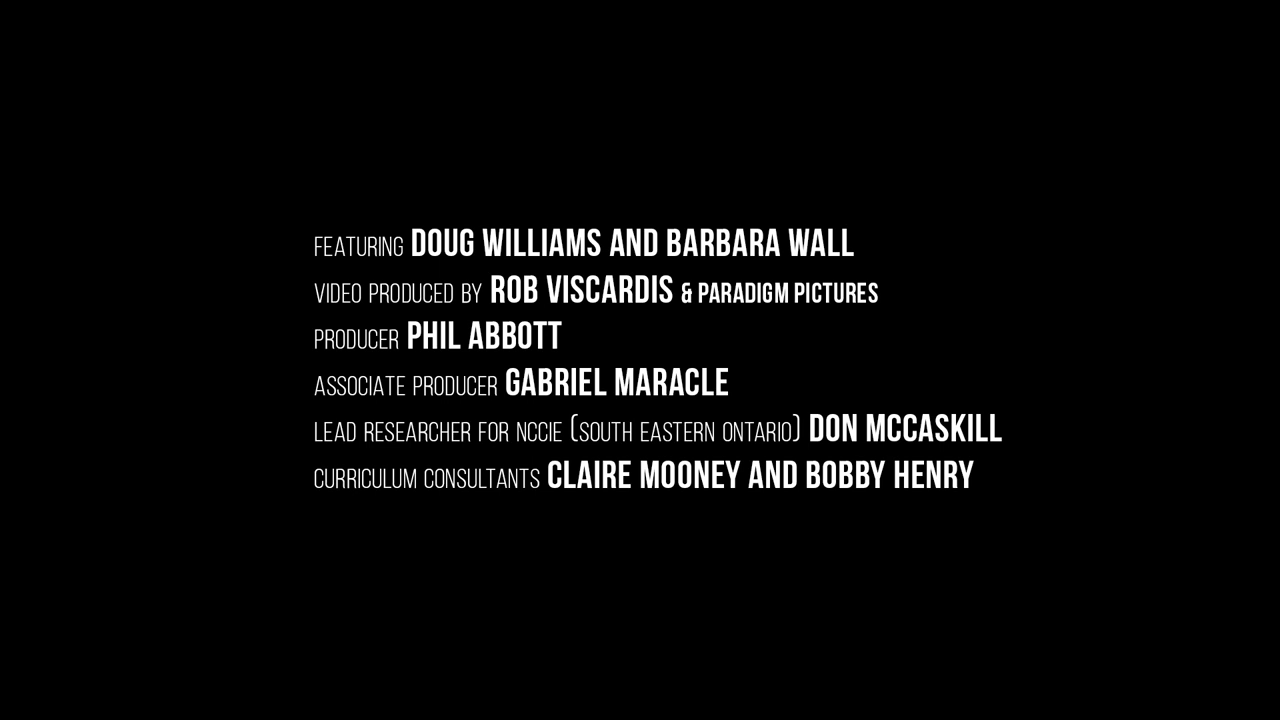 FEATURING DOUG WILLIAMS AND BARBARA WALL
VIDEO PRODUCED BY ROB VISCARDIS & PARADIGM PICTURES
PRODUCER PHIL ABBOTT
ASSOCIATE PRODUCER GABRIEL MARACLE
LEAD RESEARCHER FOR NCCIE (SOUTH EASTERN ONTARIO) DON MCCASKILL
CURRICULUM CONSULTANTS CLAIRE MOONEY AND BOBBY HENRY